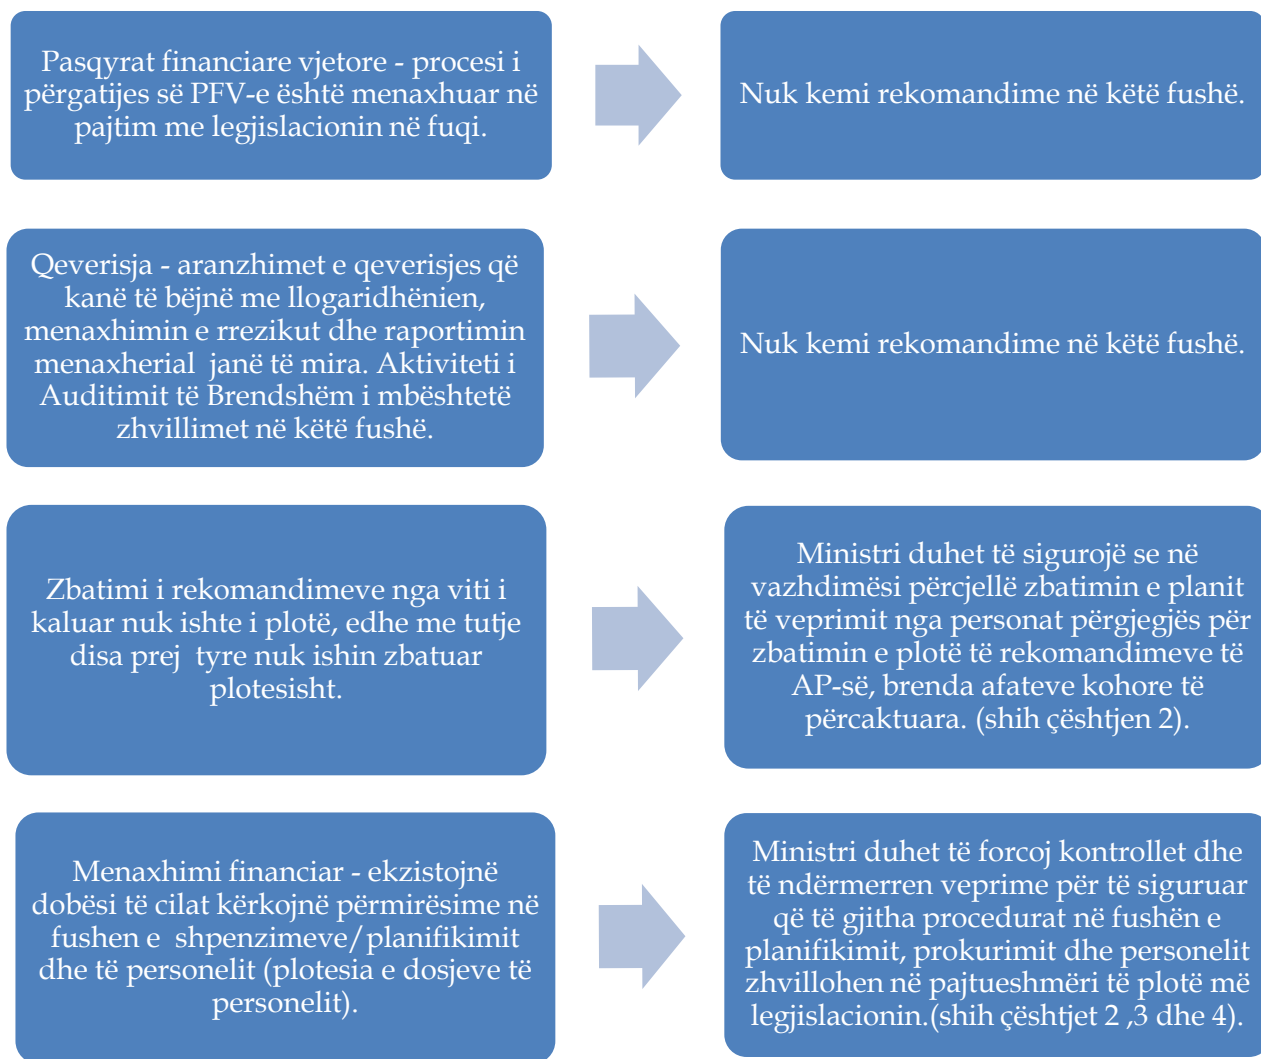 Pasqyrat financiare vjetore - procesi i
përgatijes së PFV-e është menaxhuar në
pajtim me legjislacionin në fuqi.
Nuk kemi rekomandime në këtë fushë.
Qeverisja - aranzhimet e qeverisjes që
kanë të bëjnë me llogaridhënien,
menaxhimin e rrezikut dhe raportimin
menaxherial  janë të mira. Aktiviteti i
Auditimit të Brendshëm i mbështetë
zhvillimet në këtë fushë.
Nuk kemi rekomandime në këtë fushë.
Zbatimi i rekomandimeve nga viti i
kaluar nuk ishte i plotë, edhe me tutje
disa prej  tyre nuk ishin zbatuar
plotesisht.
Ministri duhet të sigurojë se në
vazhdimësi përcjellë zbatimin e planit
të veprimit nga personat përgjegjës për
zbatimin e plotë të rekomandimeve të
AP-së, brenda afateve kohore të
përcaktuara. (shih çështjen 2).
Menaxhimi financiar - ekzistojnë
dobësi të cilat kërkojnë përmirësime në
fushen e  shpenzimeve/planifikimit
dhe të personelit (plotesia e dosjeve të
personelit).
Ministri duhet të forcoj kontrollet dhe
të ndërmerren veprime për të siguruar
që të gjitha procedurat në fushën e
planifikimit, prokurimit dhe personelit
zhvillohen në pajtueshmëri të plotë më
legjislacionin.(shih çështjet 2 ,3 dhe 4).